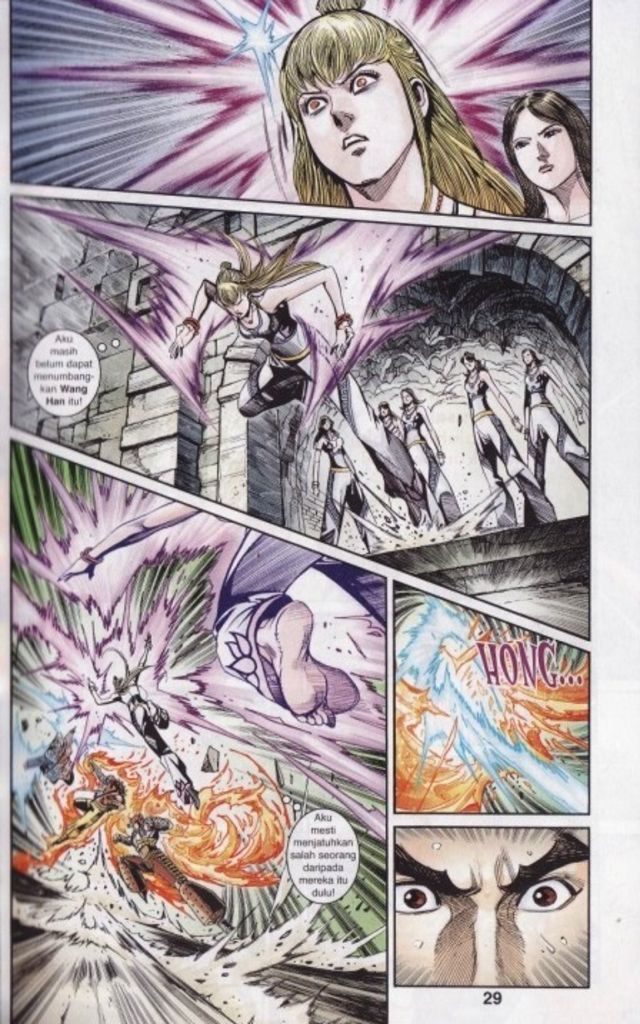 Aku
masih
belum dapat
menumbang-
kan Wang
Han itu!
HONG...
Aku
mesti
menjatuhkan
salah seorang
daripada
mereka itu
dulu!
29